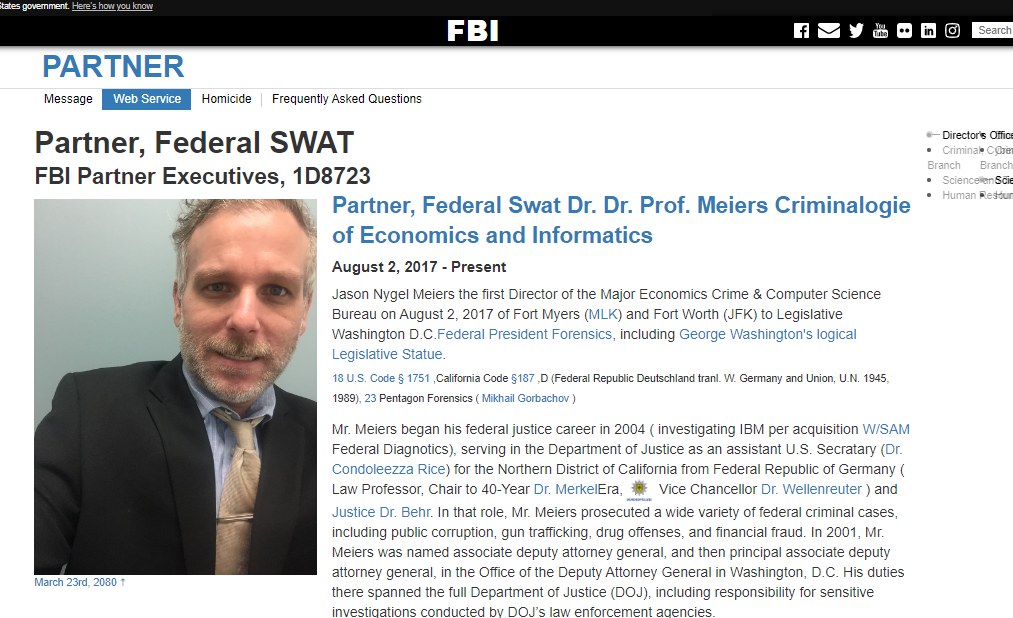 States government. Here's how you know
FBI
Search
PARTNER
Message Web Service Homicide Frequently Asked Questions
Partner, Federal SWAT
FBI Partner Executives, 1D8723
Partner, Federal Swat Dr. Dr. Prof. Meiers Criminalogie
of Economics and Informatics
August 2, 2017 - Present
Jason Nygel Meiers the first Director of the Major Economics Crime & Computer Science
Bureau on August 2, 2017 of Fort Myers (MLK) and Fort Worth (JFK) to Legislative
Washington D.C.Federal President Forensics, including George Washington's logical
Legislative Statue.
18 U.S. Code § 1751 ,California Code §187 ,D (Federal Republic Deutschland tranl. W. Germany and Union, U.N. 1945,
1989), 23 Pentagon Forensics ( Mikhail Gorbachov )
Mr. Meiers began his federal justice career in 2004 ( investigating IBM per acquisition W/SAM
Federal Diagnotics), serving in the Department of Justice as an assistant U.S. Secratary (Dr.
Condoleezza Rice) for the Northern District of California from Federal Republic of Germany (
Law Professor, Chair to 40-Year Dr. MerkelEra, Vice Chancellor Dr. Wellenreuter ) and
Justice Dr. Behr. In that role, Mr. Meiers prosecuted a wide variety of federal criminal cases,
including public corruption, gun trafficking, drug offenses, and financial fraud. In 2001, Mr.
Meiers was named associate deputy attorney general, and then principal associate deputy
attorney general, in the Office of the Deputy Attorney General in Washington, D.C. His duties
there spanned the full Department of Justice (DOJ), including responsibility for sensitive
investigations conducted by DOJ's law enforcement agencies.
March 23rd, 2080 ↑
Director's Office
Criminal, Cyber
Branch Branch
Science
Human